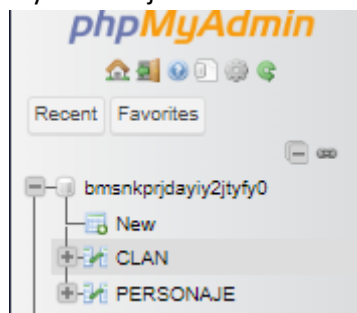 phpMyAdmin
Recent Favorites
bmsnkprjdayiy2jtyfy0
New
CLAN
PERSONAJE